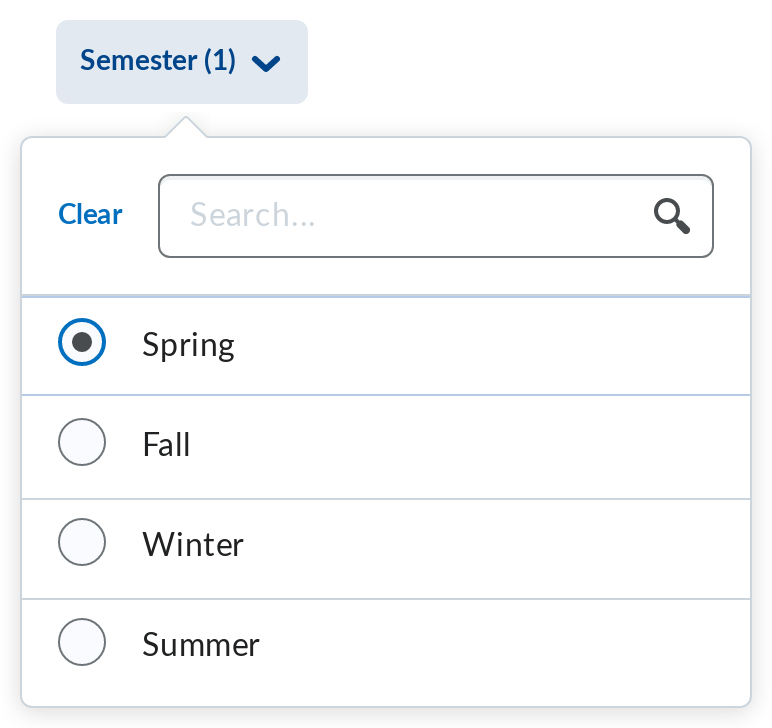 Semester (1)
Clear
Search...
Spring
Fall
Winter
Summer